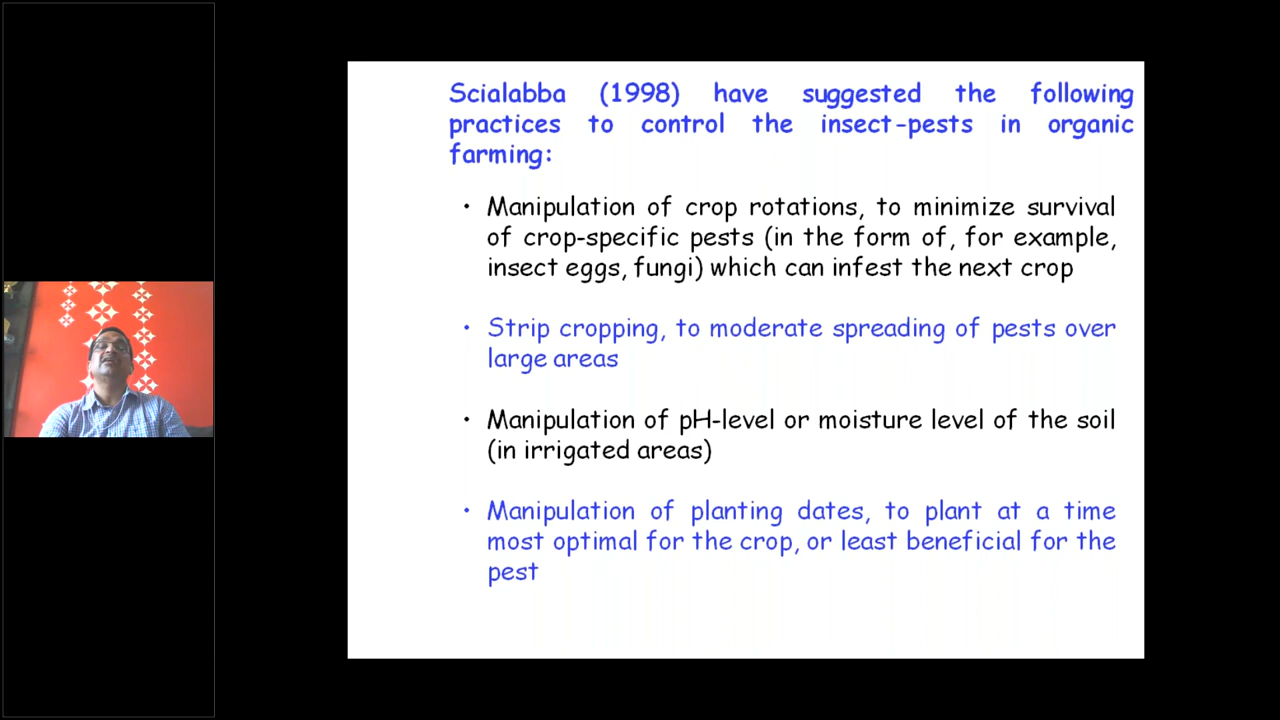 Scialabba (1998) have suggested the following
practices to control the insect-pests in organic
farming:
• Manipulation of crop rotations, to minimize survival
of crop-specific pests (in the form of, for example,
insect eggs, fungi) which can infest the next crop
• Strip cropping, to moderate spreading of pests over
large areas
• Manipulation of pH-level or moisture level of the soil
(in irrigated areas)
• Manipulation of planting dates, to plant at a time
most optimal for the crop, or least beneficial for the
pest